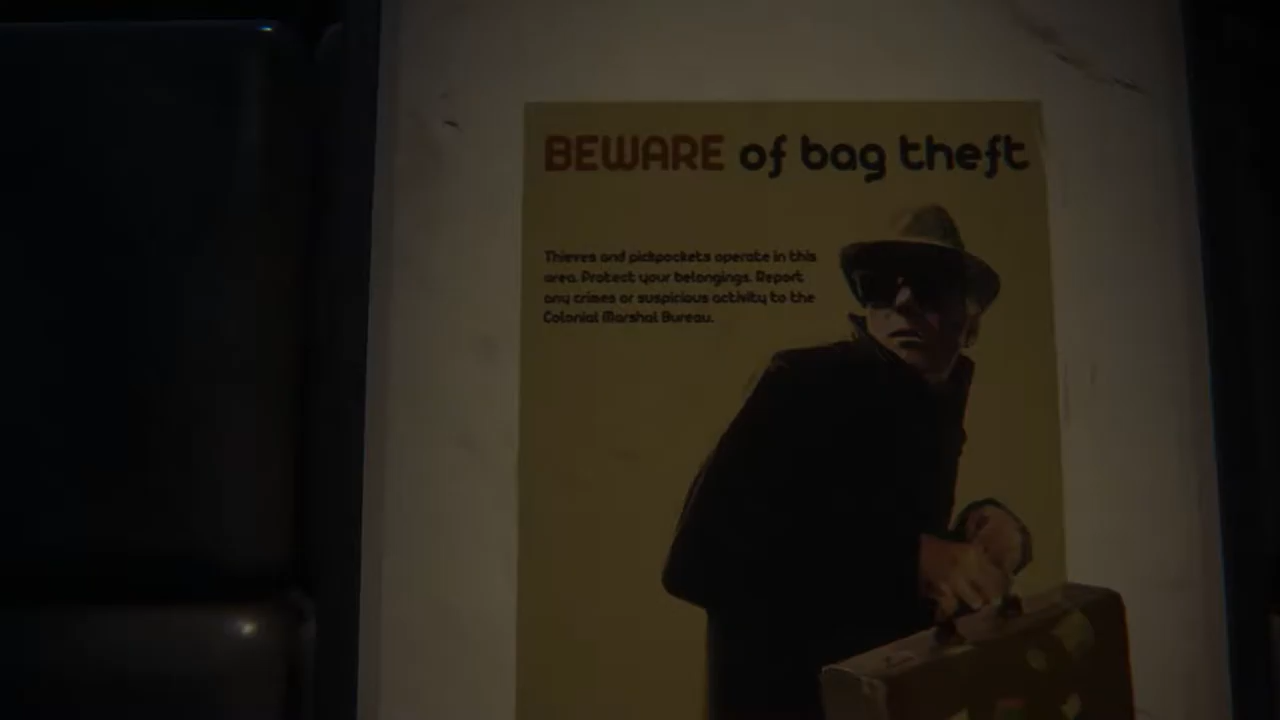 BEWARE of bag theft
Thieves and pickpockets operate in this
area. Protect your belongings. Report
any crimes or suspicious activity to the
Colonial Marshal Bureau.